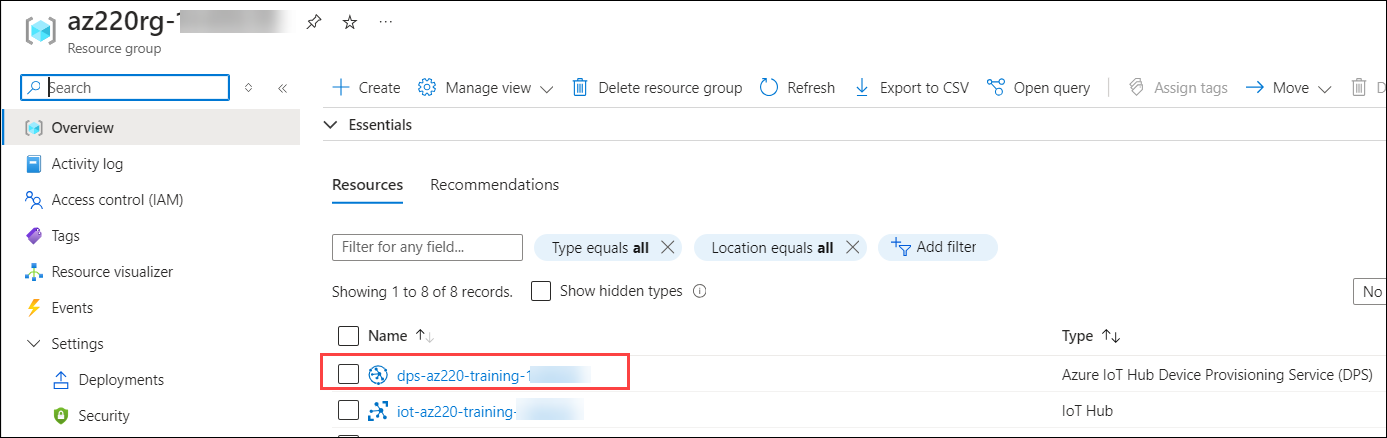 az220rg-1
Resource group
Search
Overview
Activity log
Access control (IAM)
Tags
Resource visualizer
Events
Settings
Deployments
Security
Create Manage view Delete resource group Refresh Export to CSV Open query Assign tags Move D
Essentials
Resources Recommendations
Filter for any field... Type equals all Location equals all Add filter
Showing 1 to 8 of 8 records. Show hidden types No
Name Type
dps-az220-training-1 Azure IoT Hub Device Provisioning Service (DPS)
iot-az220-training- IoT Hub